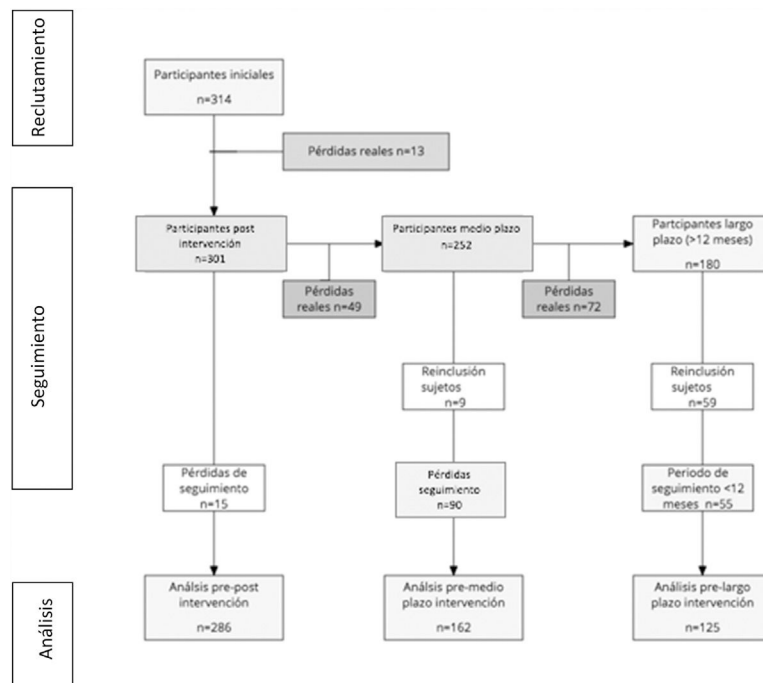 Reclutamiento
Participantes iniciales
n=314
Pérdidas reales n=13
Seguimiento
Participantes post
intervención
n=301
Participantes medio plazo
n=252
Partcipantes largo
plazo (>12 meses)
n=180
Pérdidas
reales n=49
Pérdidas
reales n=72
Reinclusión
sujetos
n=9
Reinclusión
sujetos
n=59
Pérdidas de
seguimiento
n=15
Pérdidas
seguimiento
n=90
Periodo de
seguimiento <12
meses n=55
Análisis
Análsis pre-post
intervención
n=286
Análsis pre-medio
plazo intervención
n=162
Análisis pre-largo
plazo intervención
n=125